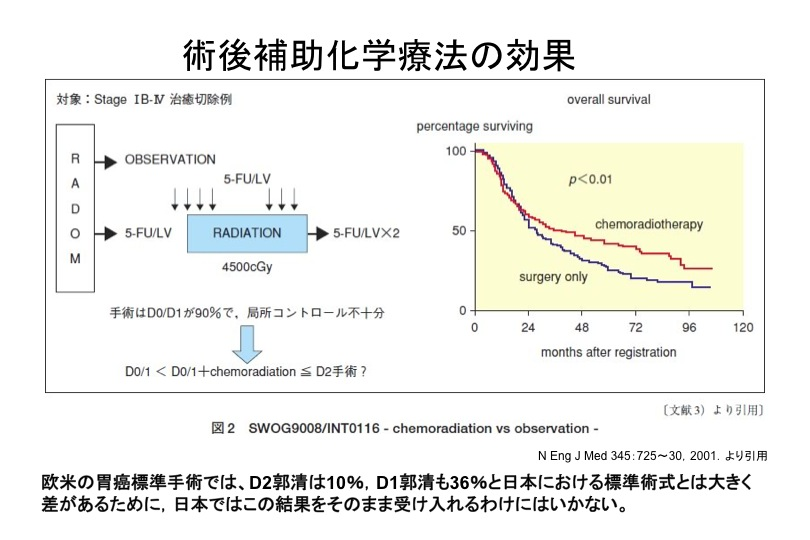 術後補助化学療法の効果
対象：Stage ⅠB-Ⅳ 治癒切除例
R
A
D
O
M
OBSERVATION
5-FU/LV
5-FU/LV
RADIATION
5-FU/LV×2
4500cGy
手術はD0/D1が90％で，局所コントロール不十分
D0/1 ＜ D0/1＋chemoradiation ≦ D2手術？
overall survival
percentage surviving
100
50
0
p＜0.01
chemoradiotherapy
surgery only
0 24 48 72 96 120
months after registration
〔文献3）より引用〕
図2 SWOG9008/INT0116 - chemoradiation vs observation -
N Eng J Med 345：725〜30，2001．より引用
欧米の胃癌標準手術では、D2郭清は10％，D1郭清も36％と日本における標準術式とは大きく
差があるために，日本ではこの結果をそのまま受け入れるわけにはいかない。